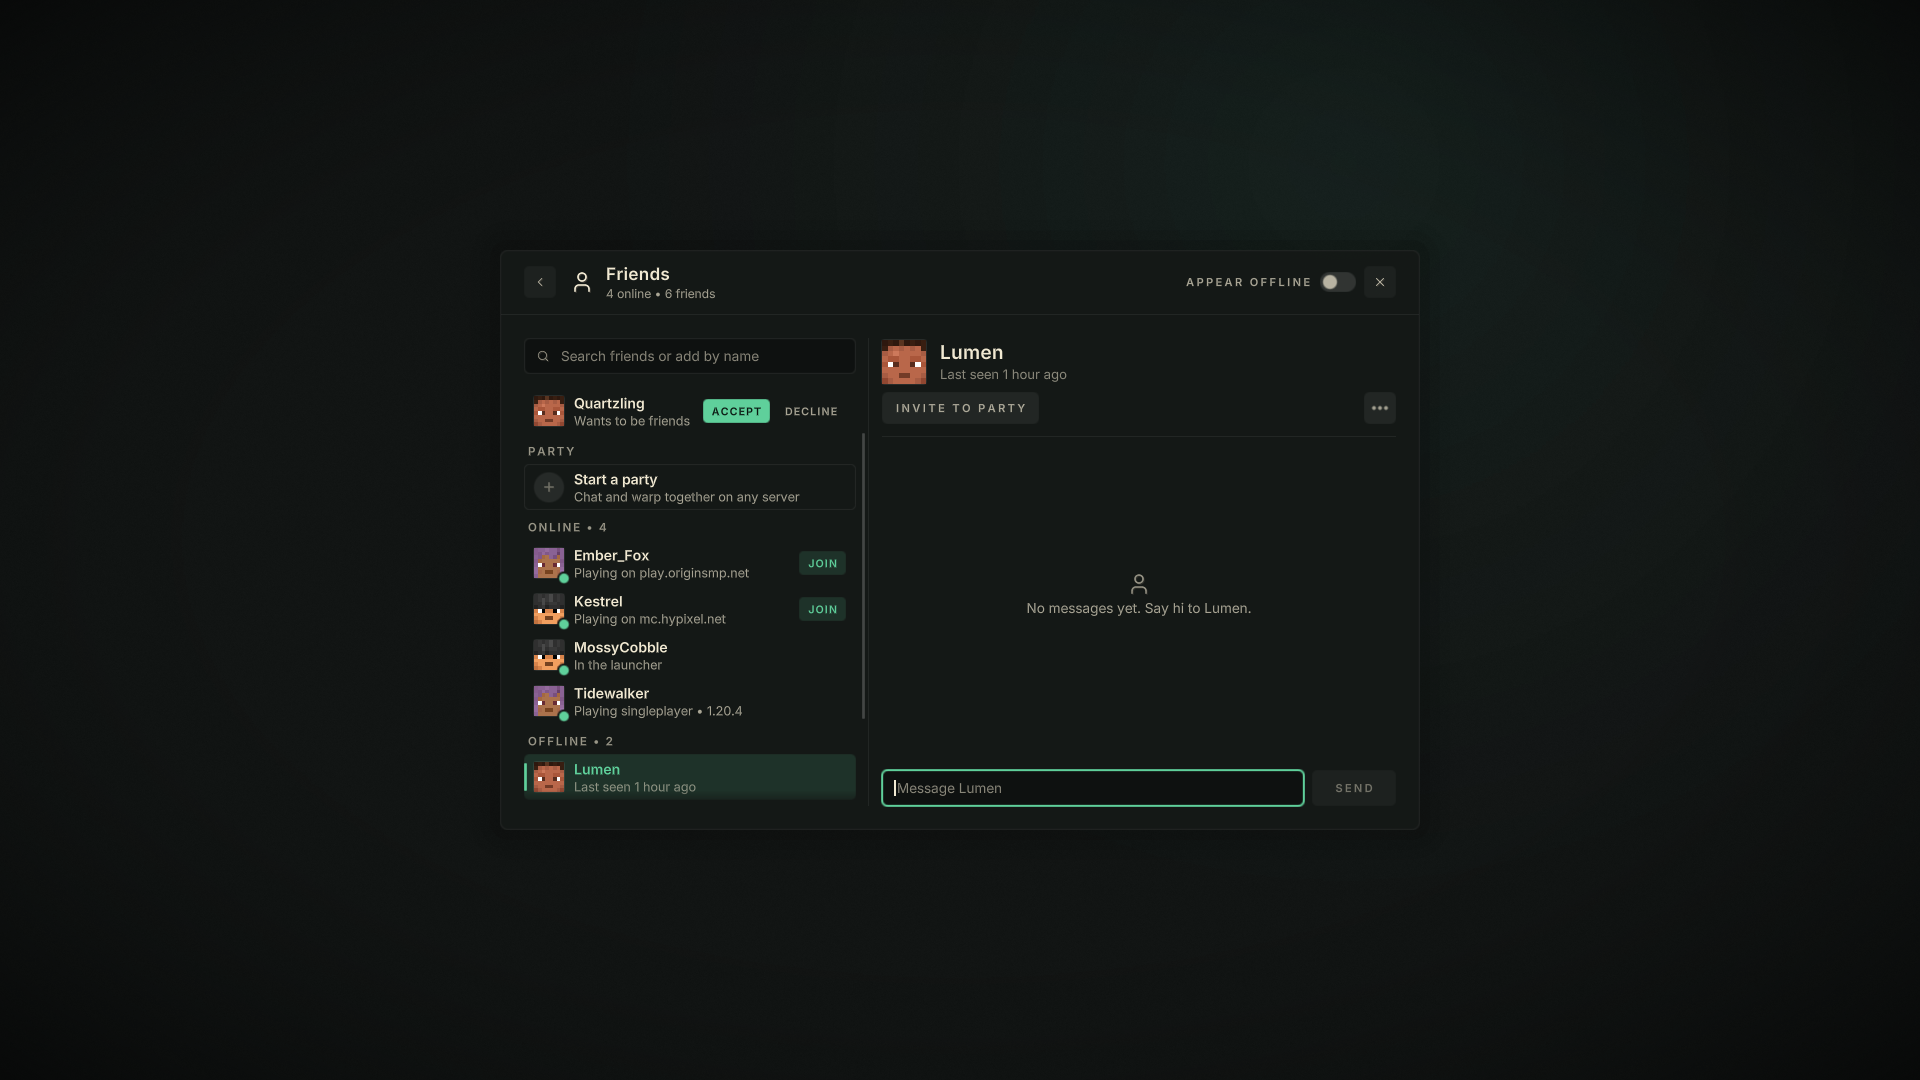 Friends
4 online • 6 friends
APPEAR OFFLINE
Search friends or add by name
Quartzling
Wants to be friends
ACCEPT
DECLINE
PARTY
Start a party
Chat and warp together on any server
ONLINE • 4
Ember_Fox
Playing on play.originsmp.net
JOIN
Kestrel
Playing on mc.hypixel.net
JOIN
MossyCobble
In the launcher
Tidewalker
Playing singleplayer • 1.20.4
OFFLINE • 2
Lumen
Last seen 1 hour ago
Lumen
Last seen 1 hour ago
INVITE TO PARTY
No messages yet. Say hi to Lumen.
Message Lumen
SEND